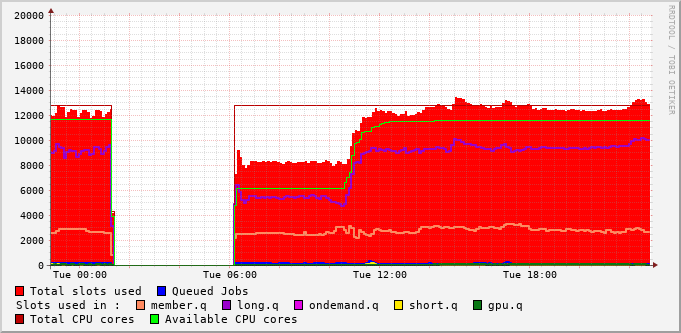 20000
18000
16000
14000
12000
10000
8000
6000
4000
2000
0
Tue 00:00 Tue 06:00 Tue 12:00 Tue 18:00
RRDTOOL / TOBI OETIKER
Total slots used Queued Jobs
Slots used in : member.q long.q ondemand.q short.q gpu.q
Total CPU cores Available CPU cores